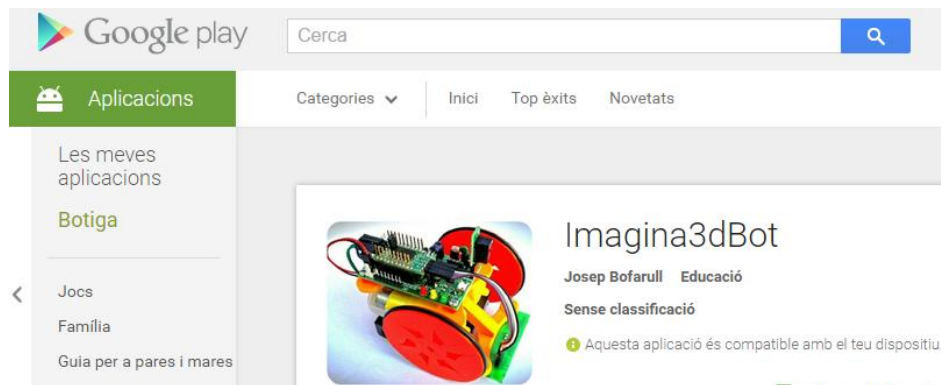 Google play
Cerca
Aplicacions
Categories
Inici
Top èxits
Novetats
Les meves
aplicacions
Botiga
Jocs
Família
Guia per a pares i mares
Imagina3dBot
Josep Bofarull Educació
Sense classificació
Aquesta aplicació és compatible amb el teu dispositiu.